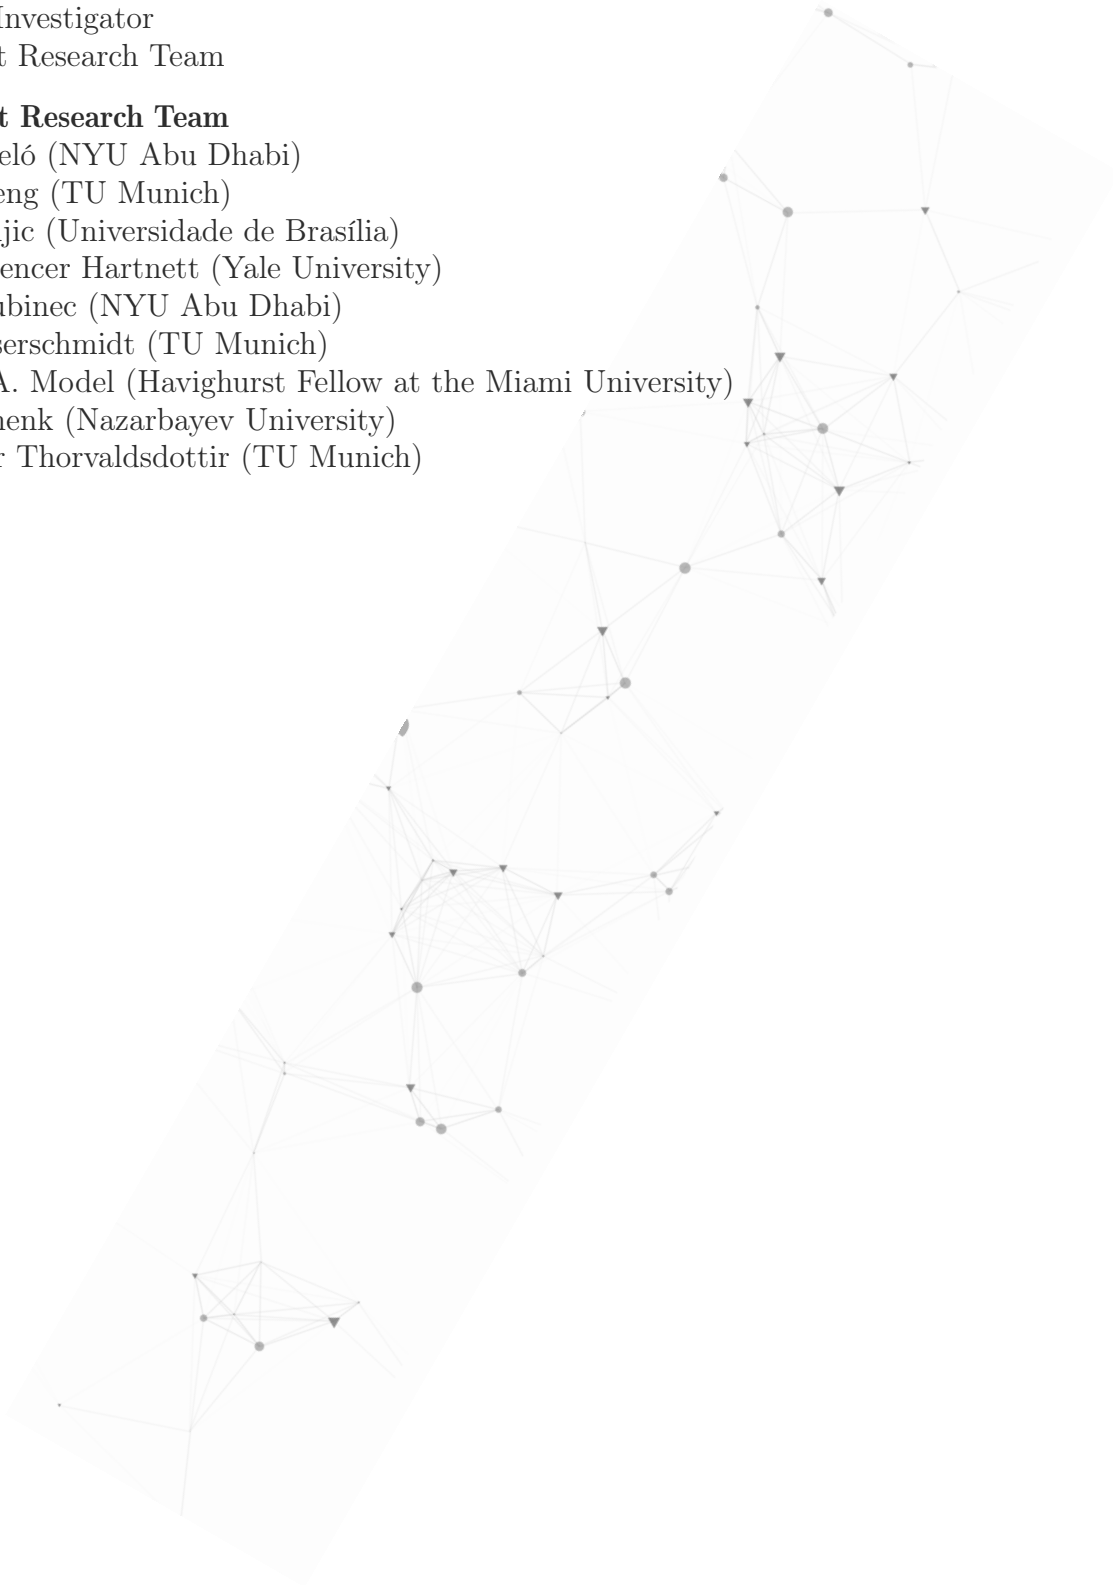 Investigator
t Research Team
t Research Team
eló (NYU Abu Dhabi)
eng (TU Munich)
jic (Universidade de Brasília)
encer Hartnett (Yale University)
ubinec (NYU Abu Dhabi)
serschmidt (TU Munich)
A. Model (Havighurst Fellow at the Miami University)
henk (Nazarbayev University)
r Thorvaldsdottir (TU Munich)